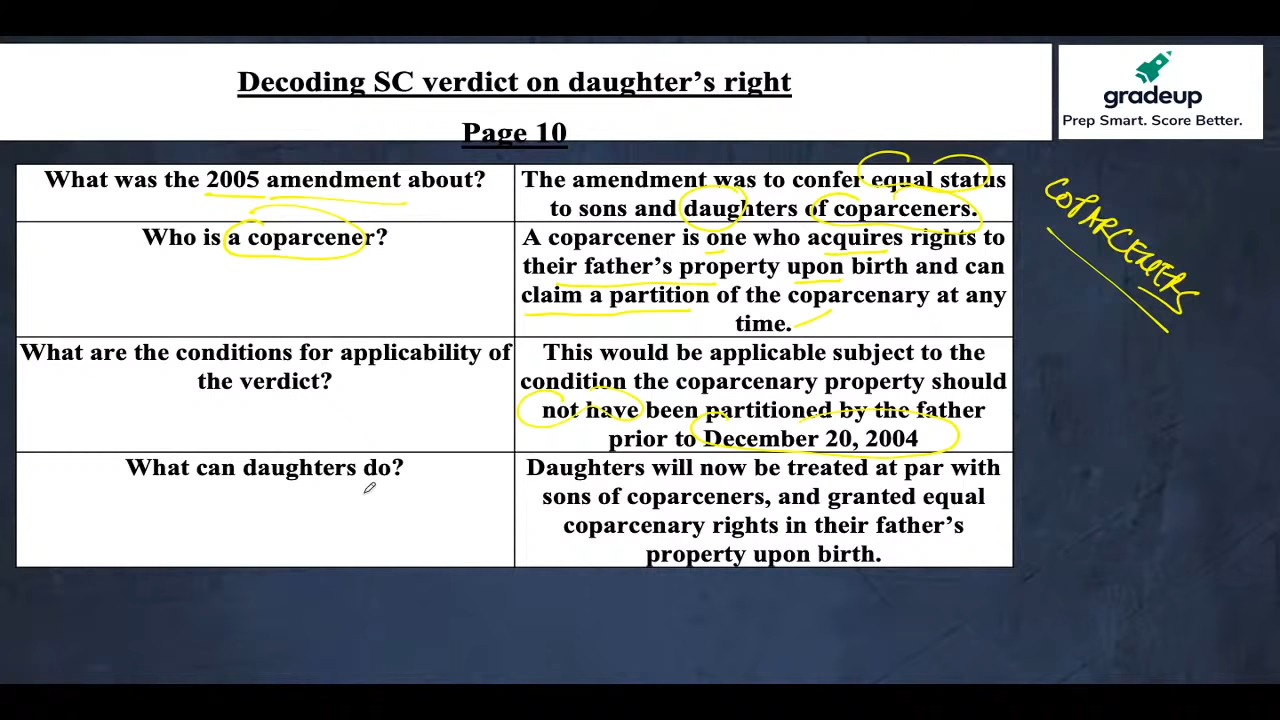 Decoding SC verdict on daughter's right
Page 10
gradeup
Prep Smart. Score Better.
What was the 2005 amendment about?
The amendment was to confer equal status
to sons and daughters of coparceners.
Who is a coparcener?
A coparcener is one who acquires rights to
their father's property upon birth and can
claim a partition of the coparcenary at any
time.
What are the conditions for applicability of
the verdict?
This would be applicable subject to the
condition the coparcenary property should
not have been partitioned by the father
prior to December 20, 2004
What can daughters do?
Daughters will now be treated at par with
sons of coparceners, and granted equal
coparcenary rights in their father's
property upon birth.
COPARCENERS